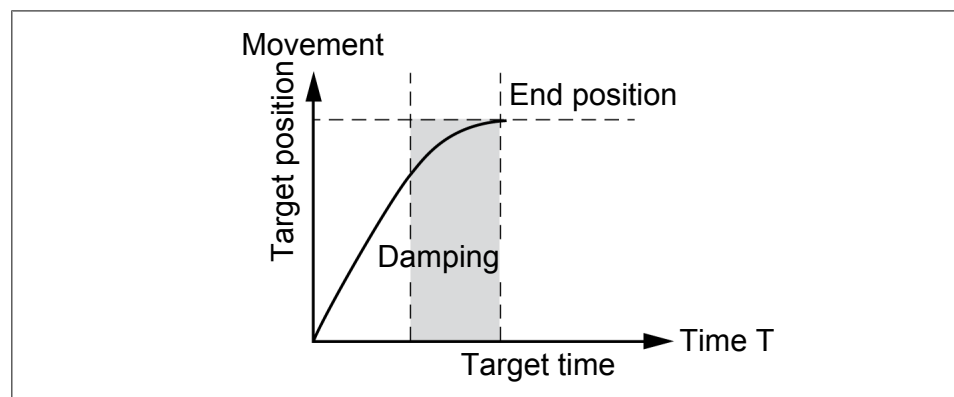 Movement
Target position
End position
Damping
Time T
Target time